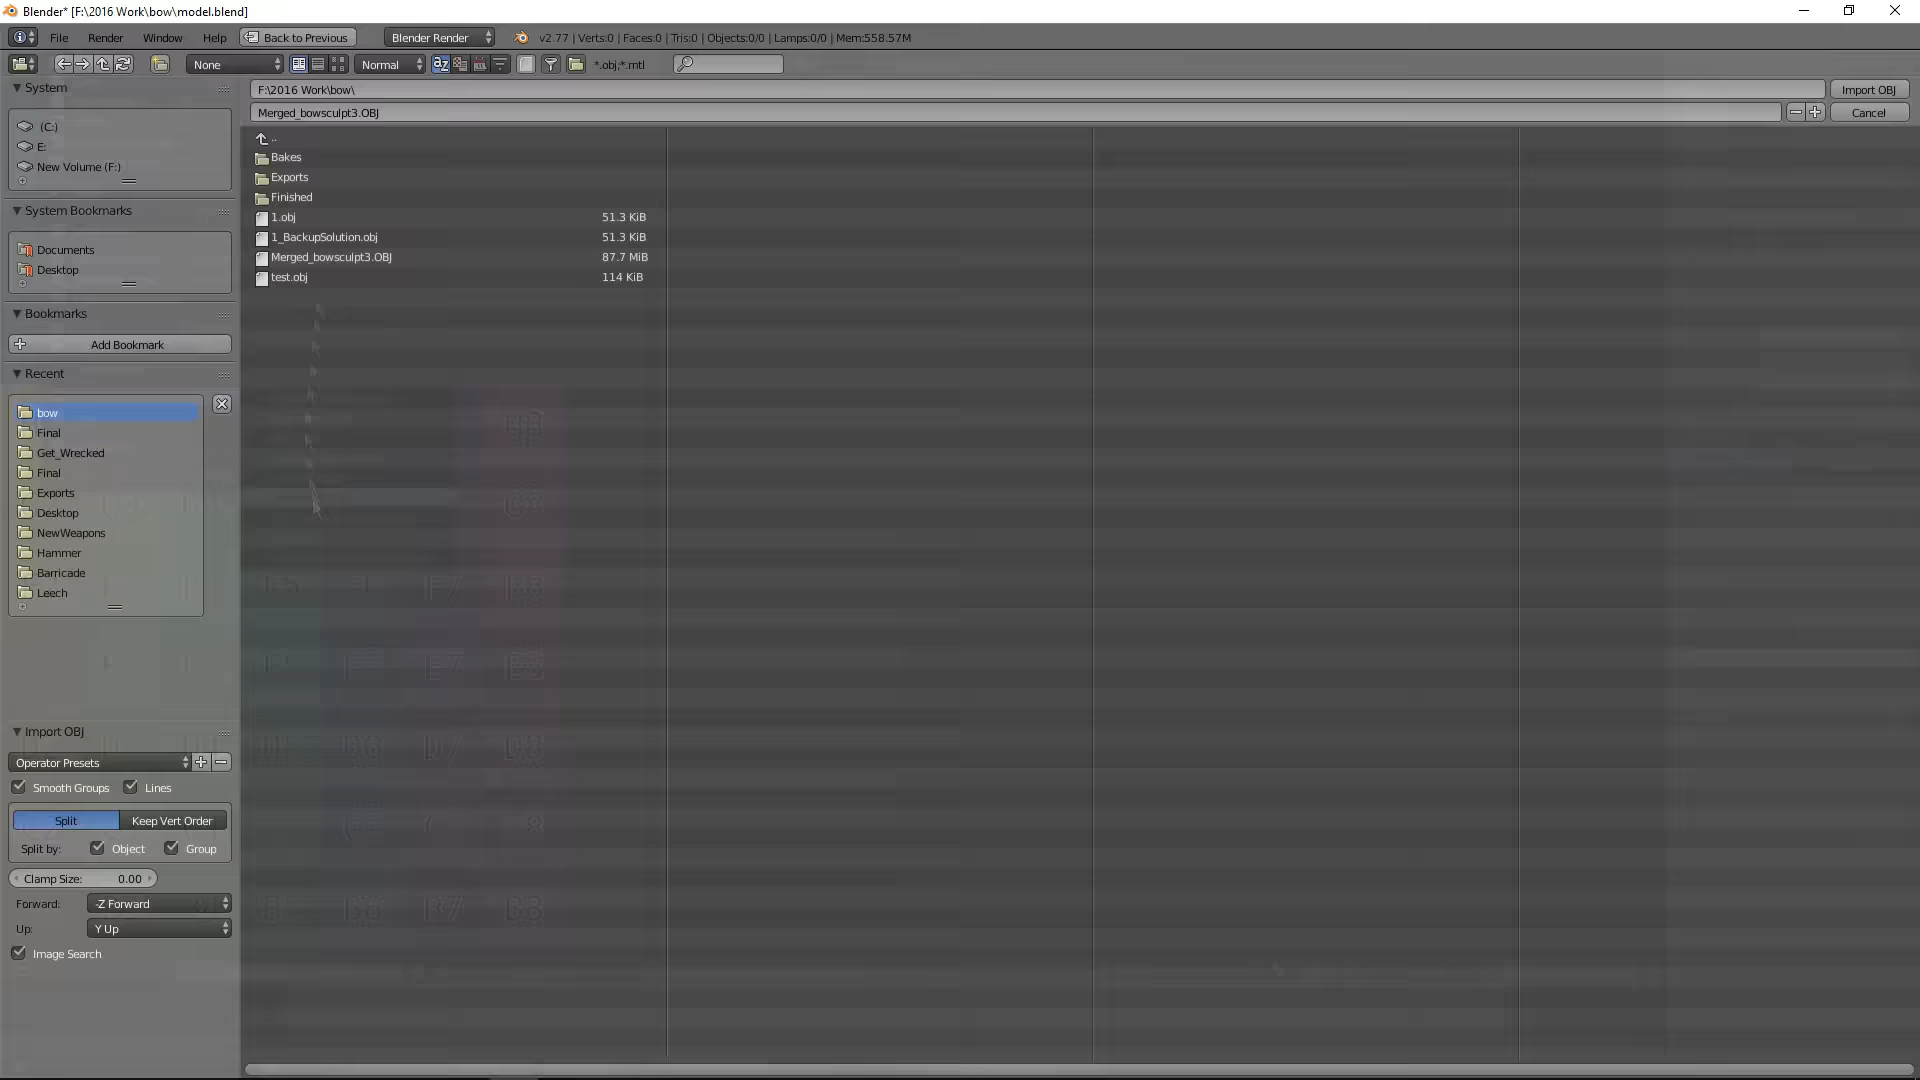 Blender* [F:\2016 Work\bow\model.blend]
File Render Window Help Back to Previous Blender Render v2.77 | Verts:0 | Faces:0 | Tris:0 | Objects:0/0 | Lamps:0/0 | Mem:558.57M
None Normal *.obj;*.mtl
System
F:\2016 Work\bow\
Import OBJ
Merged_bowsculpt3.OBJ
Cancel
(C:)
E:
New Volume (F:)
System Bookmarks
Documents
Desktop
Bookmarks
Add Bookmark
Recent
bow
Final
Get_Wrecked
Final
Exports
Desktop
NewWeapons
Hammer
Barricade
Leech
..
Bakes
Exports
Finished
1.obj 51.3 KiB
1_BackupSolution.obj 51.3 KiB
Merged_bowsculpt3.OBJ 87.7 MiB
test.obj 114 KiB
Import OBJ
Operator Presets
Smooth Groups Lines
Split Keep Vert Order
Split by: Object Group
Clamp Size: 0.00
Forward: -Z Forward
Up: Y Up
Image Search